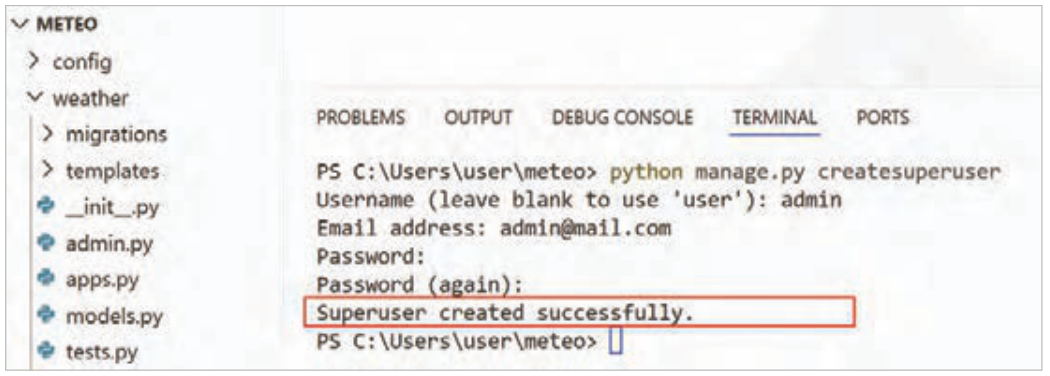 METEO
config
weather
migrations
templates
__init__.py
admin.py
apps.py
models.py
tests.py
PROBLEMS OUTPUT DEBUG CONSOLE TERMINAL PORTS
PS C:\Users\user\meteo> python manage.py createsuperuser
Username (leave blank to use 'user'): admin
Email address: admin@mail.com
Password:
Password (again):
Superuser created successfully.
PS C:\Users\user\meteo>